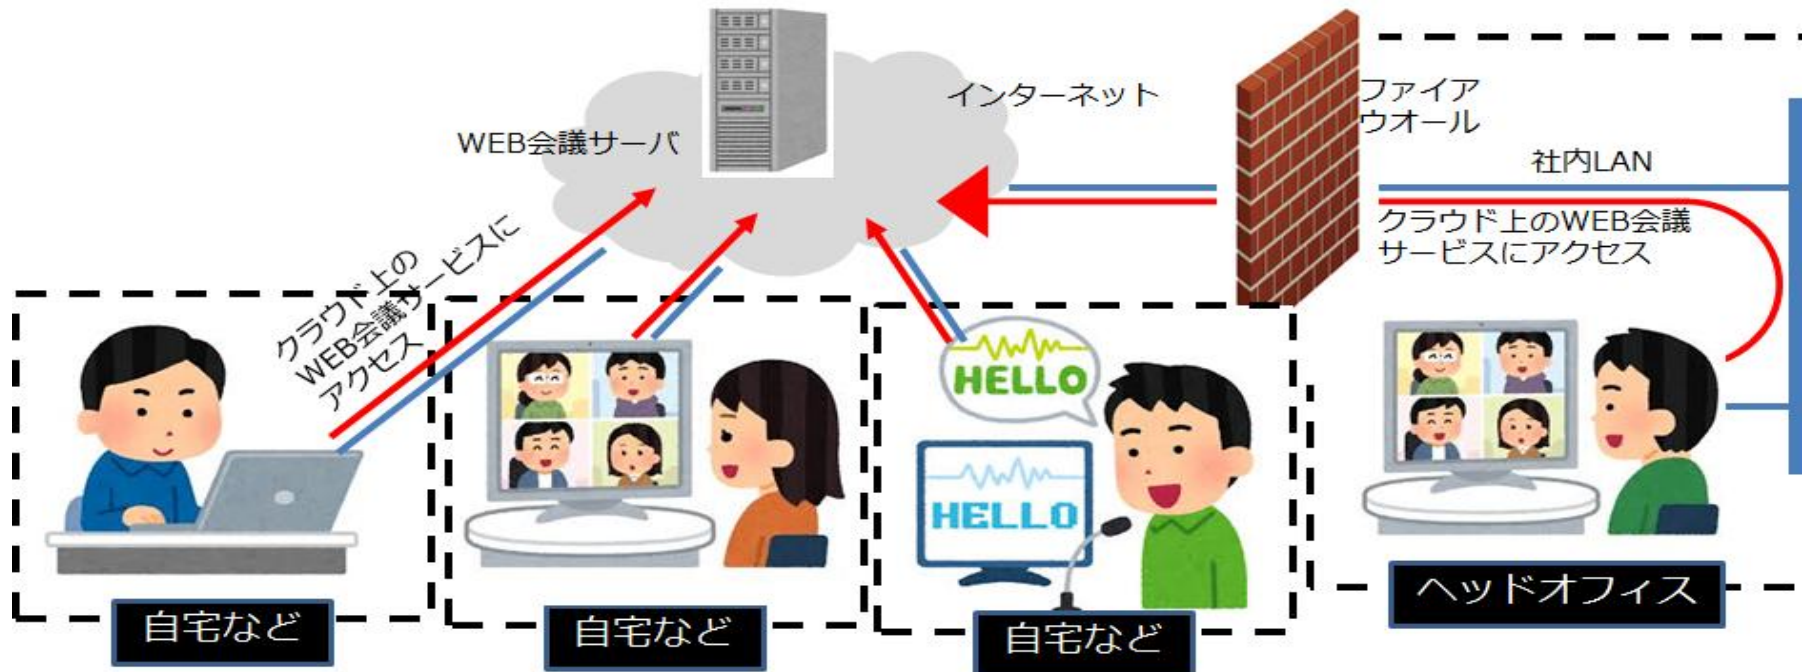 インターネット
WEB会議サーバ
ファイア
ウオール
社内LAN
クラウド上のWEB会議
サービスにアクセス
クラウド上の
WEB会議サービスに
アクセス
HELLO
HELLO
自宅など
自宅など
自宅など
ヘッドオフィス